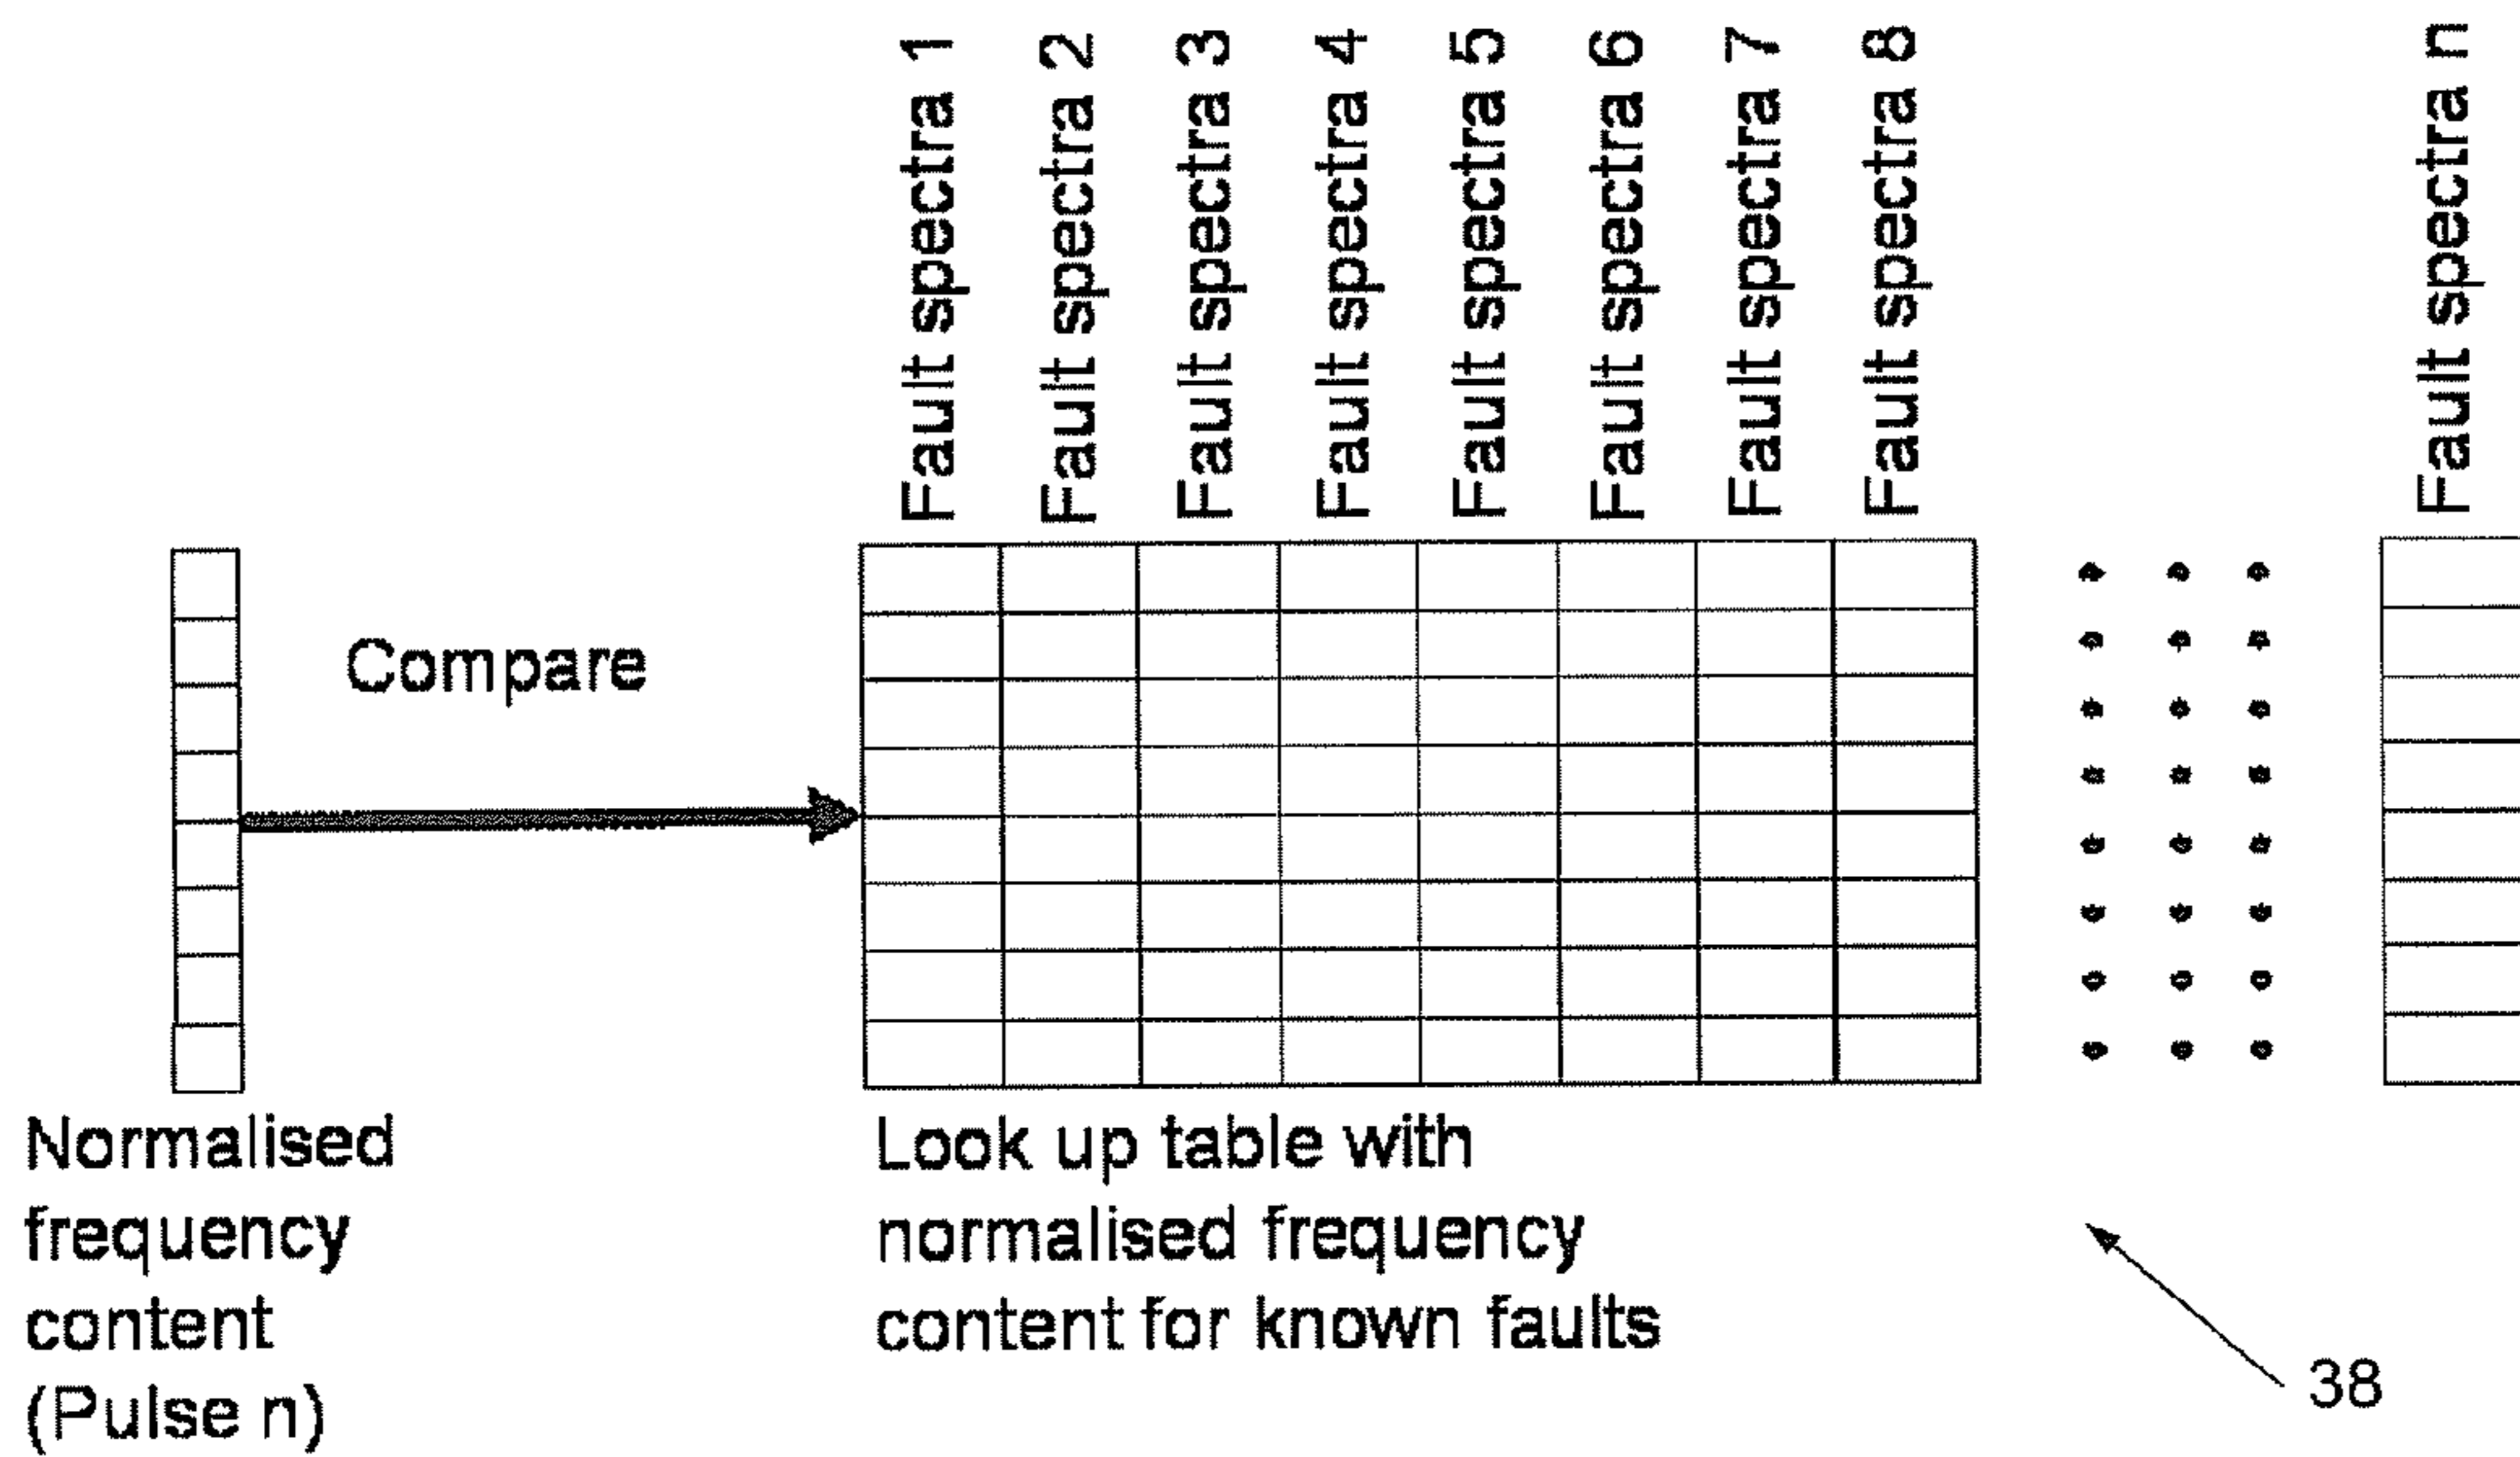 Fault spectra 1
Fault spectra 2
Fault spectra 3
Fault spectra 4
Fault spectra 5
Fault spectra 6
Fault spectra 7
Fault spectra 8
Fault spectra n
Compare
Normalised
frequency
content
(Pulse n)
Look up table with
normalised frequency
content for known faults
38